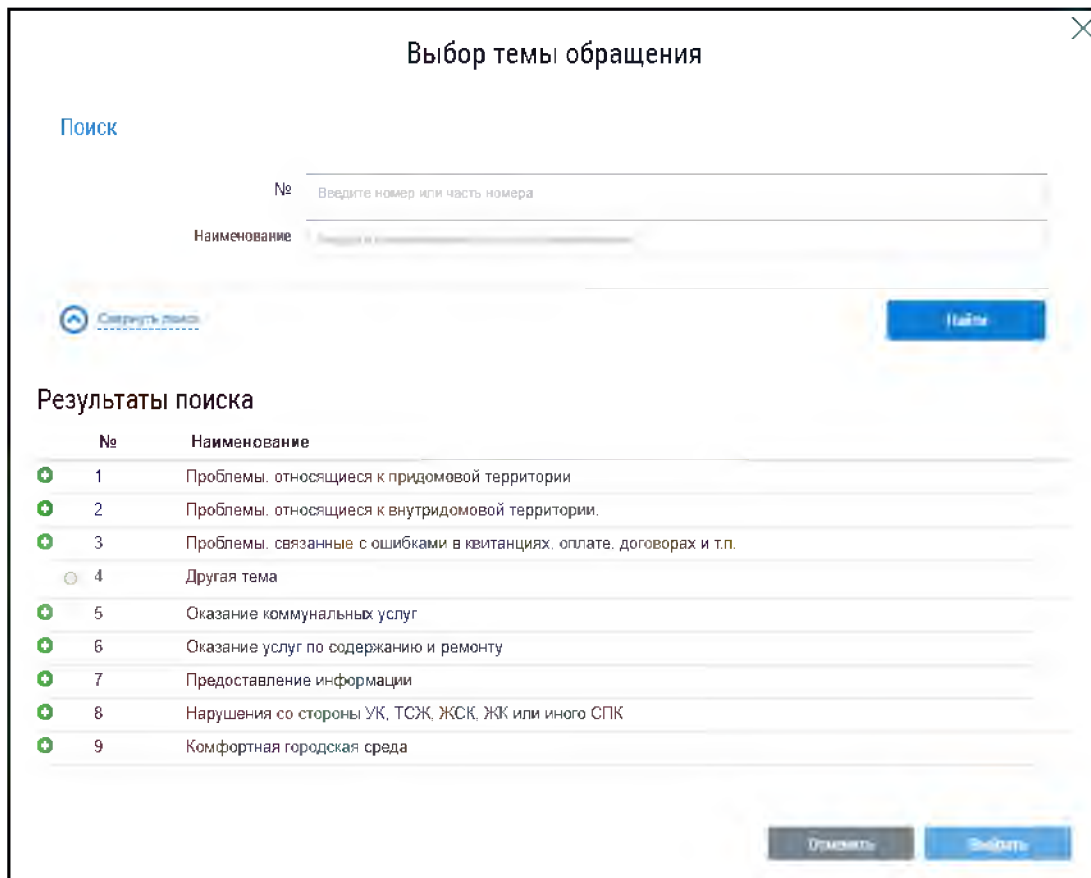 Выбор темы обращения
Поиск
№ Введите номер или часть номера
Наименование
Свернуть поиск
Найти
Результаты поиска
№ Наименование
1 Проблемы, относящиеся к придомовой территории
2 Проблемы, относящиеся к внутридомовой территории.
3 Проблемы, связанные с ошибками в квитанциях, оплате, договорах и т.п.
4 Другая тема
5 Оказание коммунальных услуг
6 Оказание услуг по содержанию и ремонту
7 Предоставление информации
8 Нарушения со стороны УК, ТСЖ, ЖСК, ЖК или иного СПК
9 Комфортная городская среда
Отменить Выбрать